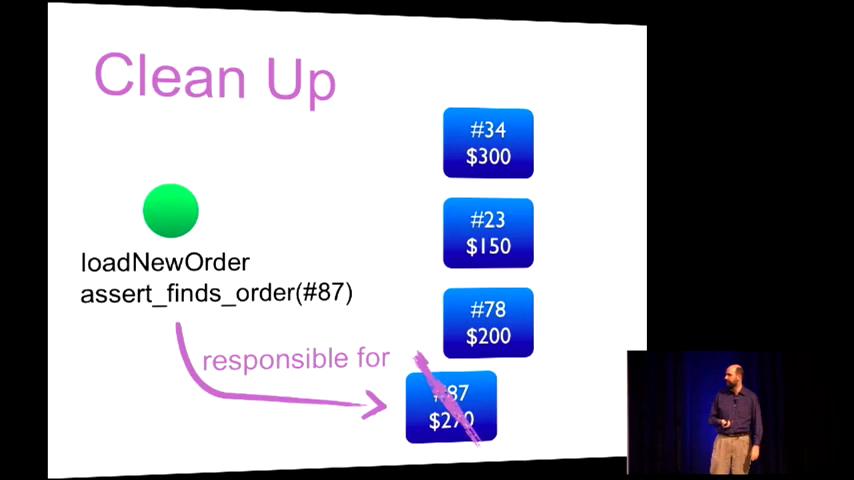 Clean Up
#34
$300
#23
$150
loadNewOrder
assert_finds_order(#87)
#78
$200
responsible for
#87
$270